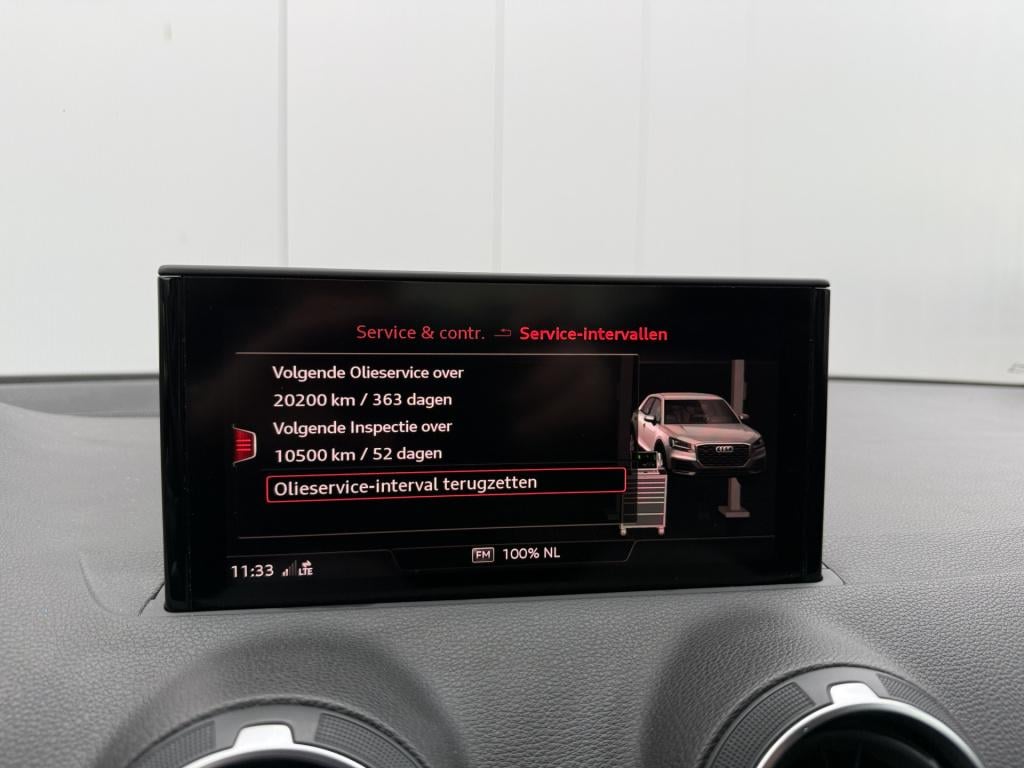 Service & contr. Service-intervallen
Volgende Olieservice over
20200 km / 363 dagen
Volgende Inspectie over
10500 km / 52 dagen
Olieservice-interval terugzetten
FM 100% NL
11:33 LTE